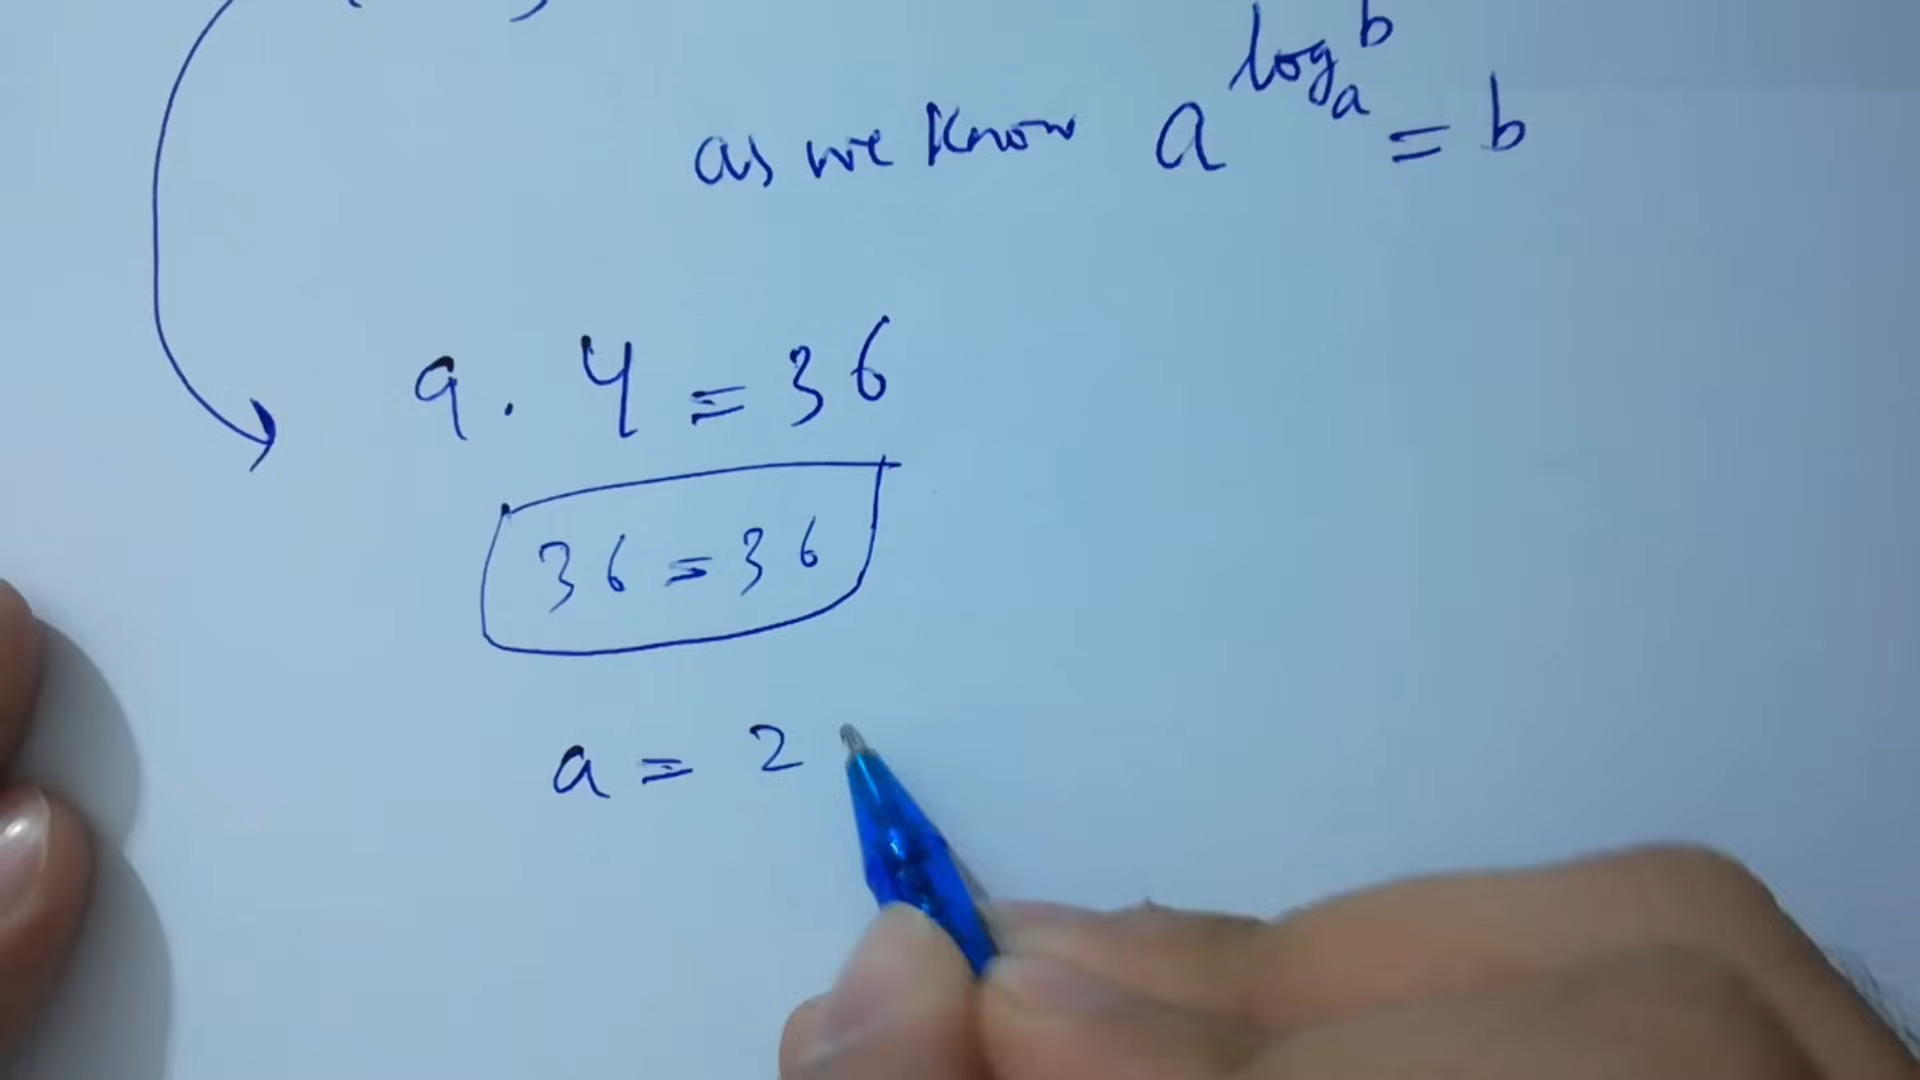 as we know a^{log_a b} = b
9 . 4 = 36
36 = 36
a = 2